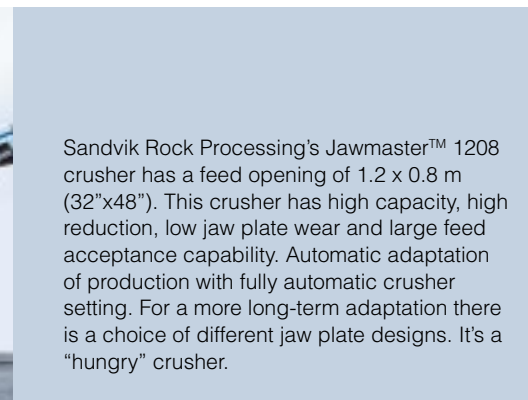 Sandvik Rock Processing’s Jawmaster™ 1208
crusher has a feed opening of 1.2 x 0.8 m
(32”x48”). This crusher has high capacity, high
reduction, low jaw plate wear and large feed
acceptance capability. Automatic adaptation
of production with fully automatic crusher
setting. For a more long-term adaptation there
is a choice of different jaw plate designs. It’s a
“hungry” crusher.